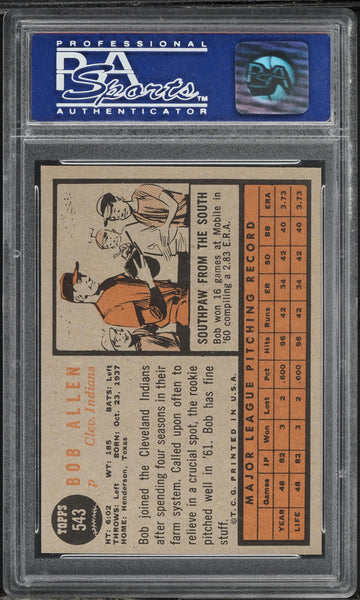 PROFESSIONAL
PSA
Sports™
AUTHENTICATOR
PSA
TOPPS
543
BOB ALLEN
p Clev. Indians
HT: 6:02 WT: 185 BATS: Left
THROWS: Left BORN: Oct. 23, 1937
HOME: Henderson, Texas
Bob joined the Cleveland Indians
after spending four seasons in their
farm system. Called upon often to
finish in a crucial spot, the rookie
pitched well in '61. Bob has fine
stuff.
© T.C.G. PRINTED IN U.S.A.
SOUTHPAW FROM THE SOUTH
Bob won 16 games at Mobile in
'60 compiling a 2.83 E.R.A.
MAJOR LEAGUE PITCHING RECORD
Games IP Won Lost Pct Hits Runs ER SO BB ERA
YEAR 48 82 3 2 .600 96 42 34 42 40 3.73
LIFE 48 82 3 2 .600 96 42 34 42 40 3.73